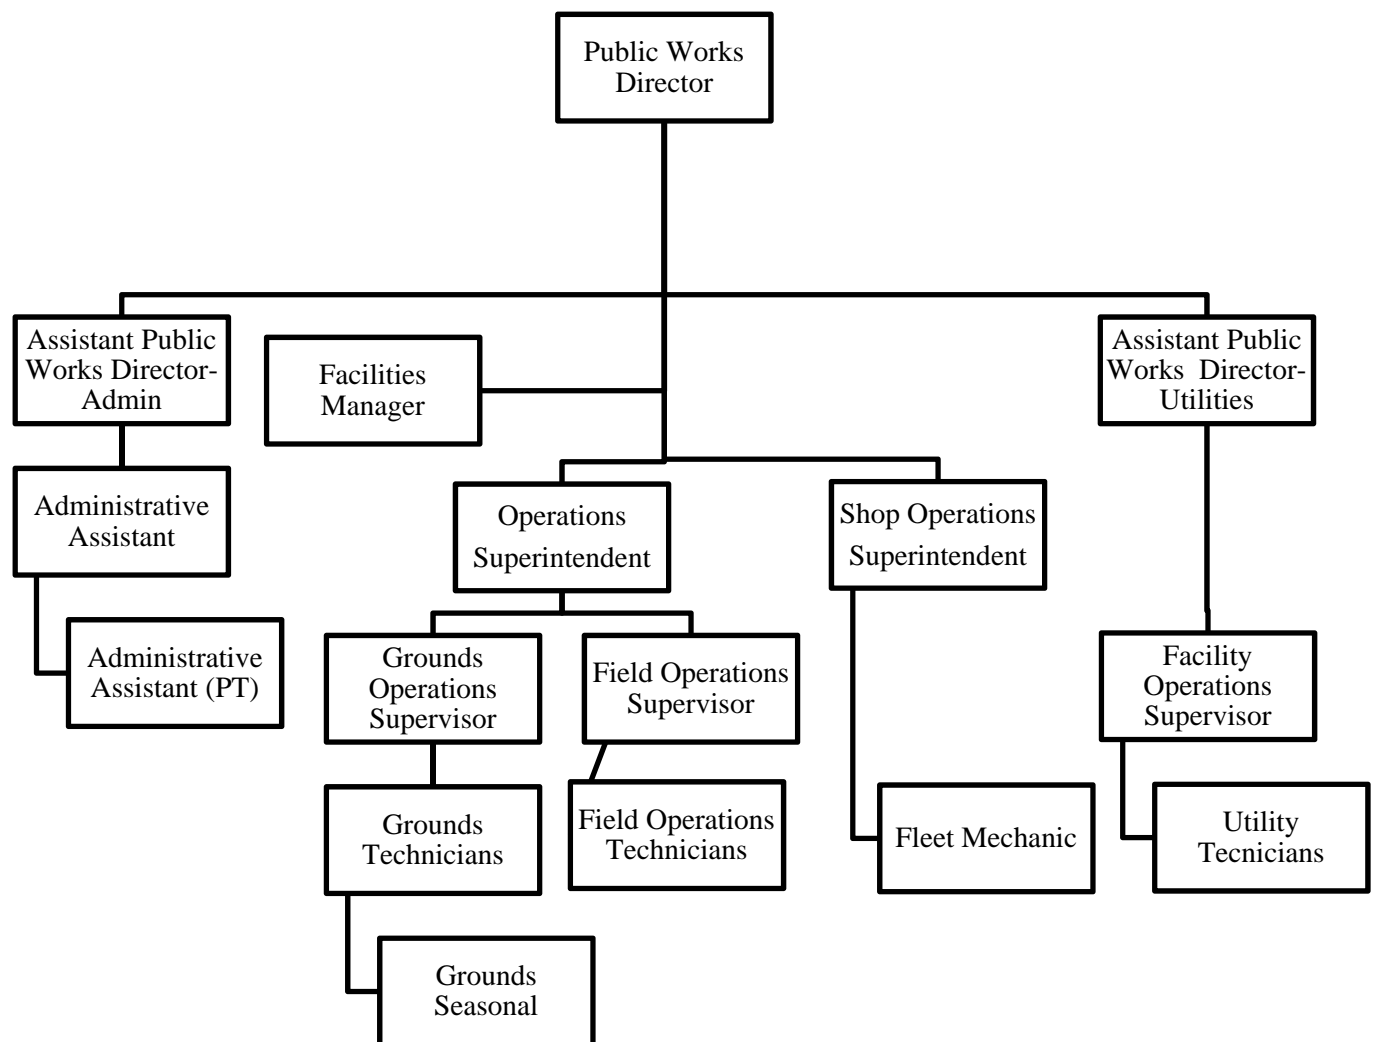 Public Works
Director
Assistant Public
Works Director-
Admin
Facilities
Manager
Assistant Public
Works  Director-
Utilities
Administrative
Assistant
Operations
Superintendent
Shop Operations
Superintendent
Administrative
Assistant (PT)
Grounds
Operations
Supervisor
Field Operations
Supervisor
Facility
Operations
Supervisor
Grounds
Technicians
Field Operations
Technicians
Fleet Mechanic
Utility
Tecnicians
Grounds
Seasonal